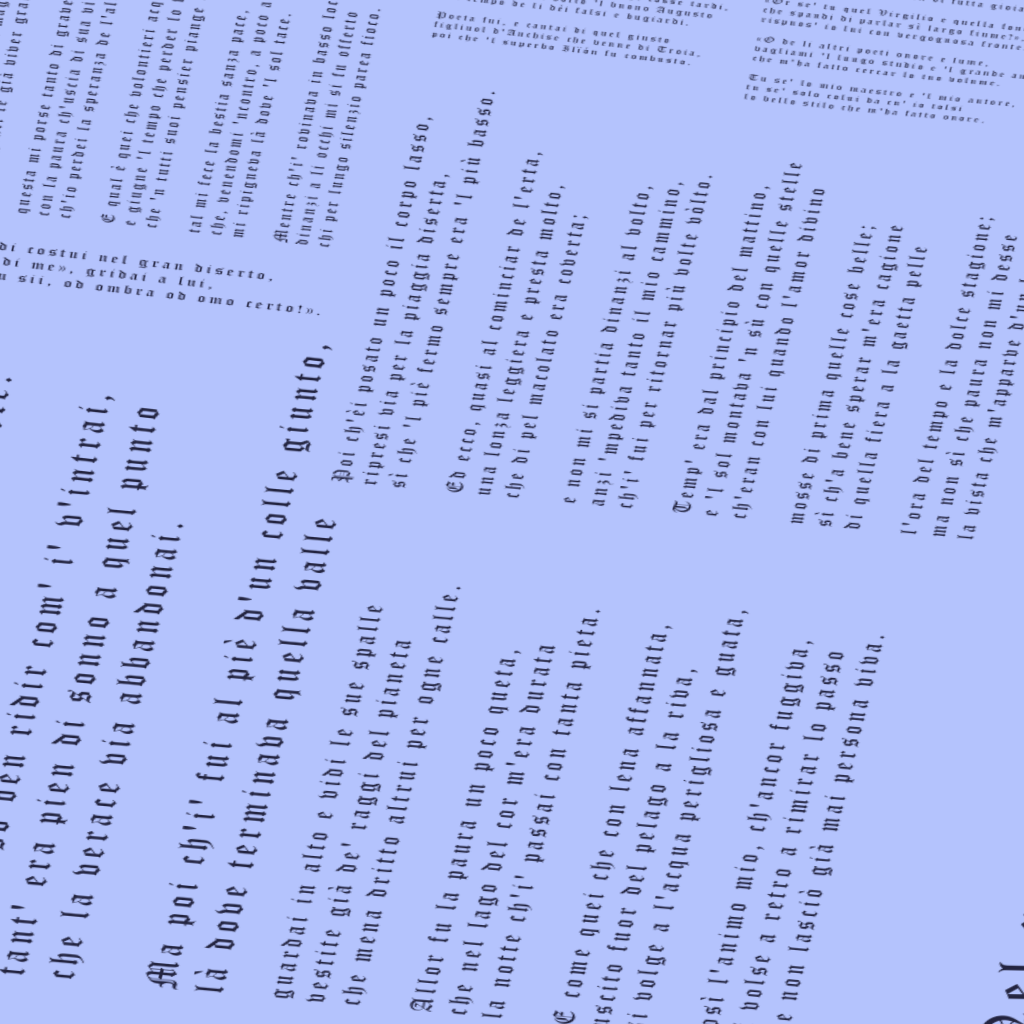 ben ridir com' i' v'intrai,
tant' era pien di sonno a quel punto
che la verace via abbandonai.
Ma poi ch'i' fui al piè d'un colle giunto,
là dove terminava quella valle
guardai in alto e vidi le sue spalle
vestite già de' raggi del pianeta
che mena dritto altrui per ogne calle.
Allor fu la paura un poco queta,
che nel lago del cor m'era durata
la notte ch'i' passai con tanta pieta.
E come quei che con lena affannata,
uscito fuor del pelago a la riva,
volge a l'acqua perigliosa e guata,
l'animo mio, ch'ancor fuggiva,
volse a retro a rimirar lo passo
non lasciò già mai persona viva.
Poi ch'èi posato un poco il corpo lasso,
ripresi via per la piaggia diserta,
sì che 'l piè fermo sempre era 'l più basso.
Ed ecco, quasi al cominciar de l'erta,
una lonza leggiera e presta molto,
che di pel macolato era coverta;
e non mi si partia dinanzi al volto,
anzi 'mpediva tanto il mio cammino,
ch'i' fui per ritornar più volte vòlto.
Temp' era dal principio del mattino,
e 'l sol montava 'n sù con quelle stelle
ch'eran con lui quando l'amor divino
mosse di prima quelle cose belle;
sì ch'a bene sperar m'era cagione
di quella fiera a la gaetta pelle
l'ora del tempo e la dolce stagione;
ma non sì che paura non mi desse
la vista che m'apparve
questa mi porse tanto di
con la paura ch'uscia di sua
ch'io perdei la speranza de
E qual è quei che volontieri
e giugne 'l tempo che perder lo
che 'n tutti suoi pensier piange
tal mi fece la bestia sanza pace,
che, venendomi 'ncontro, a poco a
mi ripigneva là dove 'l sol tace.
Mentre ch'i' rovinava in basso
dinanzi a li occhi mi si fu offerto
chi per lungo silenzio parea fioco.
di costui nel gran diserto,
di me», gridai a lui,
sii, od ombra od omo certo!».
'l buono Augusto
tempo de li dèi falsi e bugiardi.
Poeta fui, e cantai di quel giusto
figliuol d'Anchise che venne di Troia,
poi che 'l superbo Ilïón fu combusto.
«Or se' tu quel Virgilio e quella
che spandi di parlar sì largo fiume?»,
rispuos' io lui con vergognosa fronte.
«O de li altri poeti onore e lume,
vagliami 'l lungo studio e 'l grande
che m'ha fatto cercar lo tuo volume.
Tu se' lo mio maestro e 'l mio autore,
tu se' solo colui da cu' io tolsi
lo bello stilo che m'ha fatto onore.